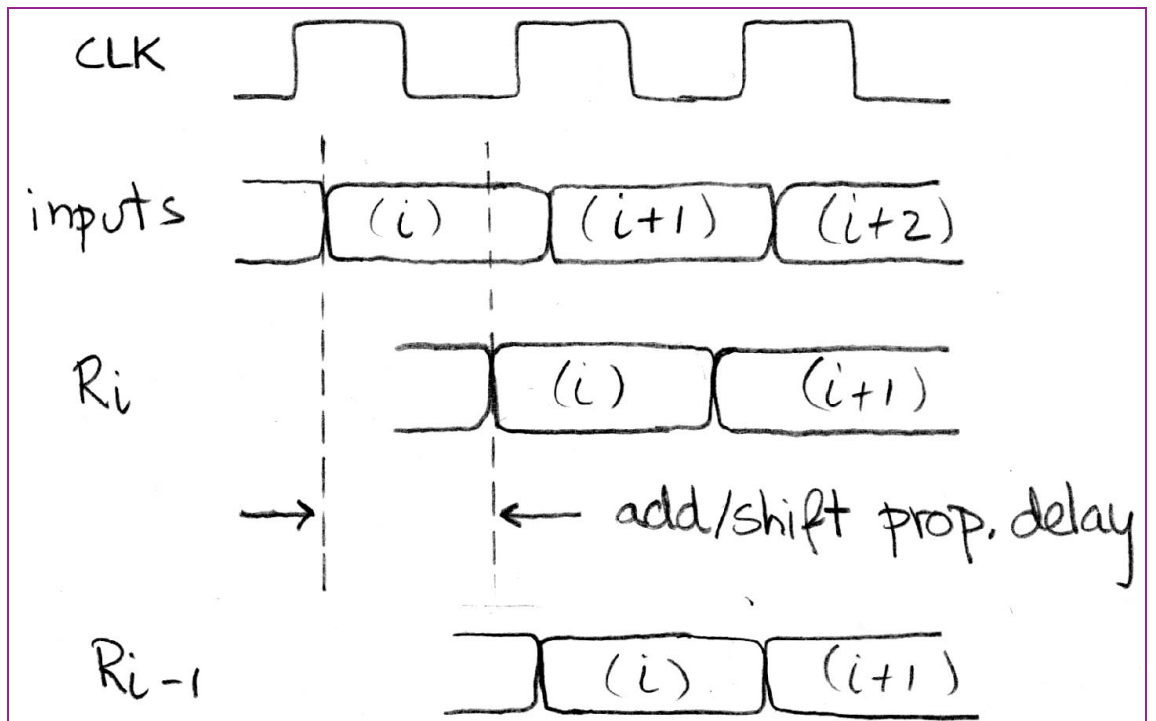 CLK
inputs (i) (i+1) (i+2)
Ri (i) (i+1)
add/shift prop. delay
Ri-1 (i) (i+1)